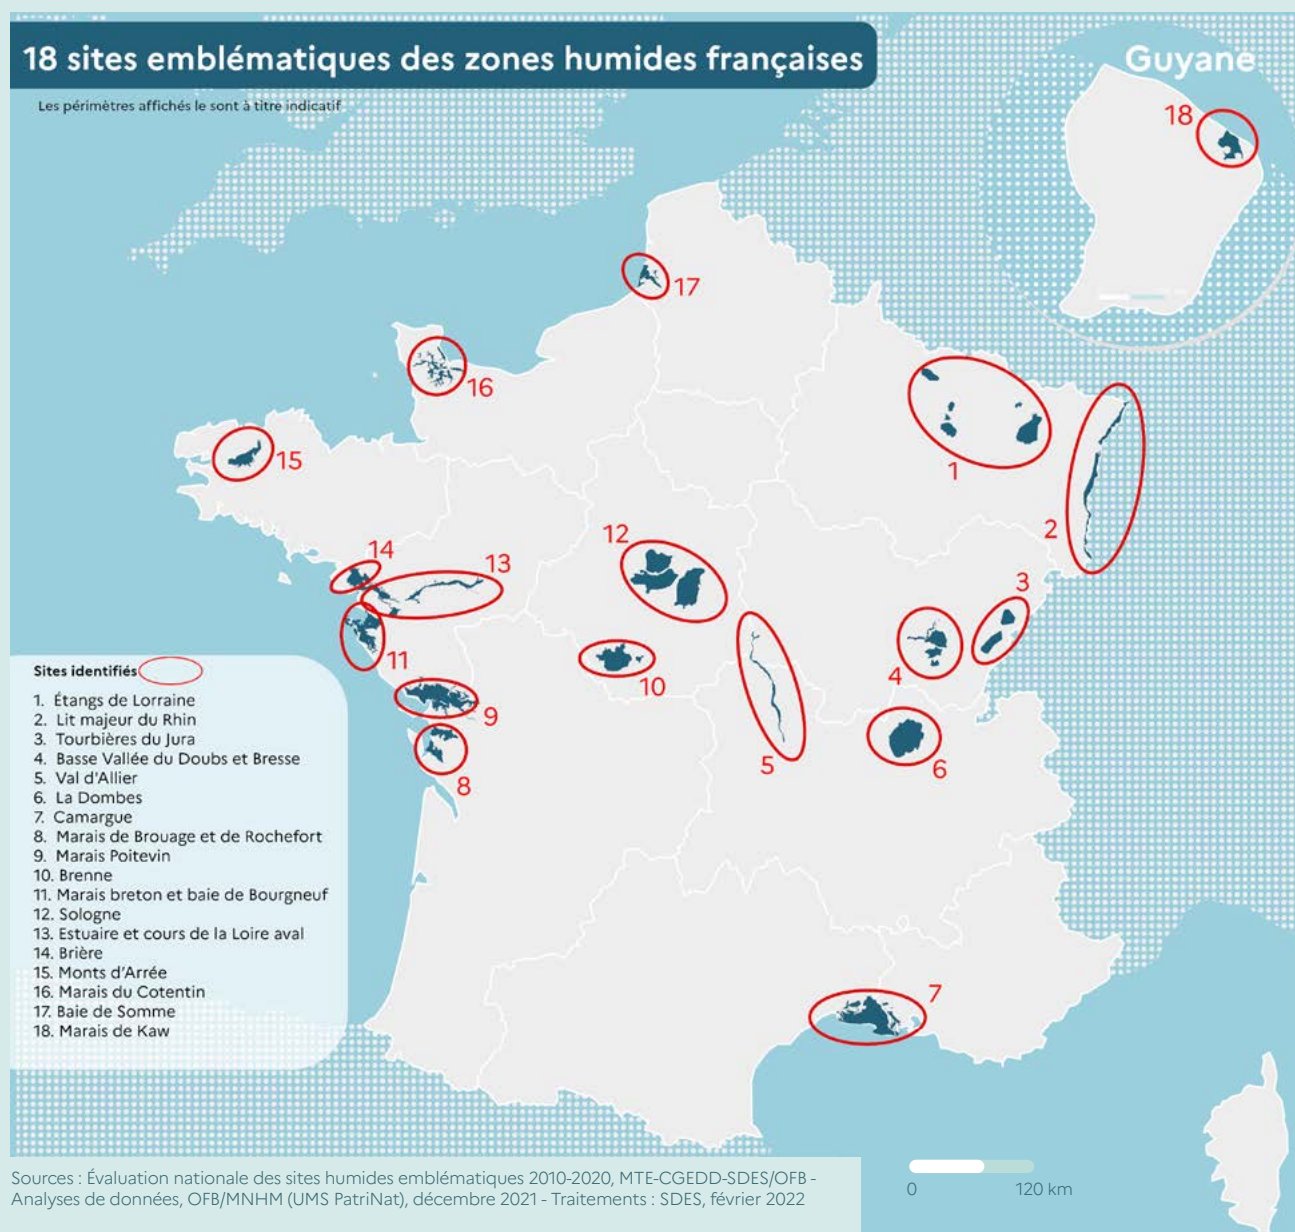 18 sites emblématiques des zones humides françaises
Les périmètres affichés le sont à titre indicatif
Guyane
18
17
16
15
1
2
14
13
12
3
11
10
4
9
8
5
6
7
Sites identifiés
1. Étangs de Lorraine
2. Lit majeur du Rhin
3. Tourbières du Jura
4. Basse Vallée du Doubs et Bresse
5. Val d'Allier
6. La Dombes
7. Camargue
8. Marais de Brouage et de Rochefort
9. Marais Poitevin
10. Brenne
11. Marais breton et baie de Bourgneuf
12. Sologne
13. Estuaire et cours de la Loire aval
14. Brière
15. Monts d'Arrée
16. Marais du Cotentin
17. Baie de Somme
18. Marais de Kaw
Sources : Évaluation nationale des sites humides emblématiques 2010-2020, MTE-CGEDD-SDES/OFB -
Analyses de données, OFB/MNHM (UMS PatriNat), décembre 2021 - Traitements : SDES, février 2022
0 120 km